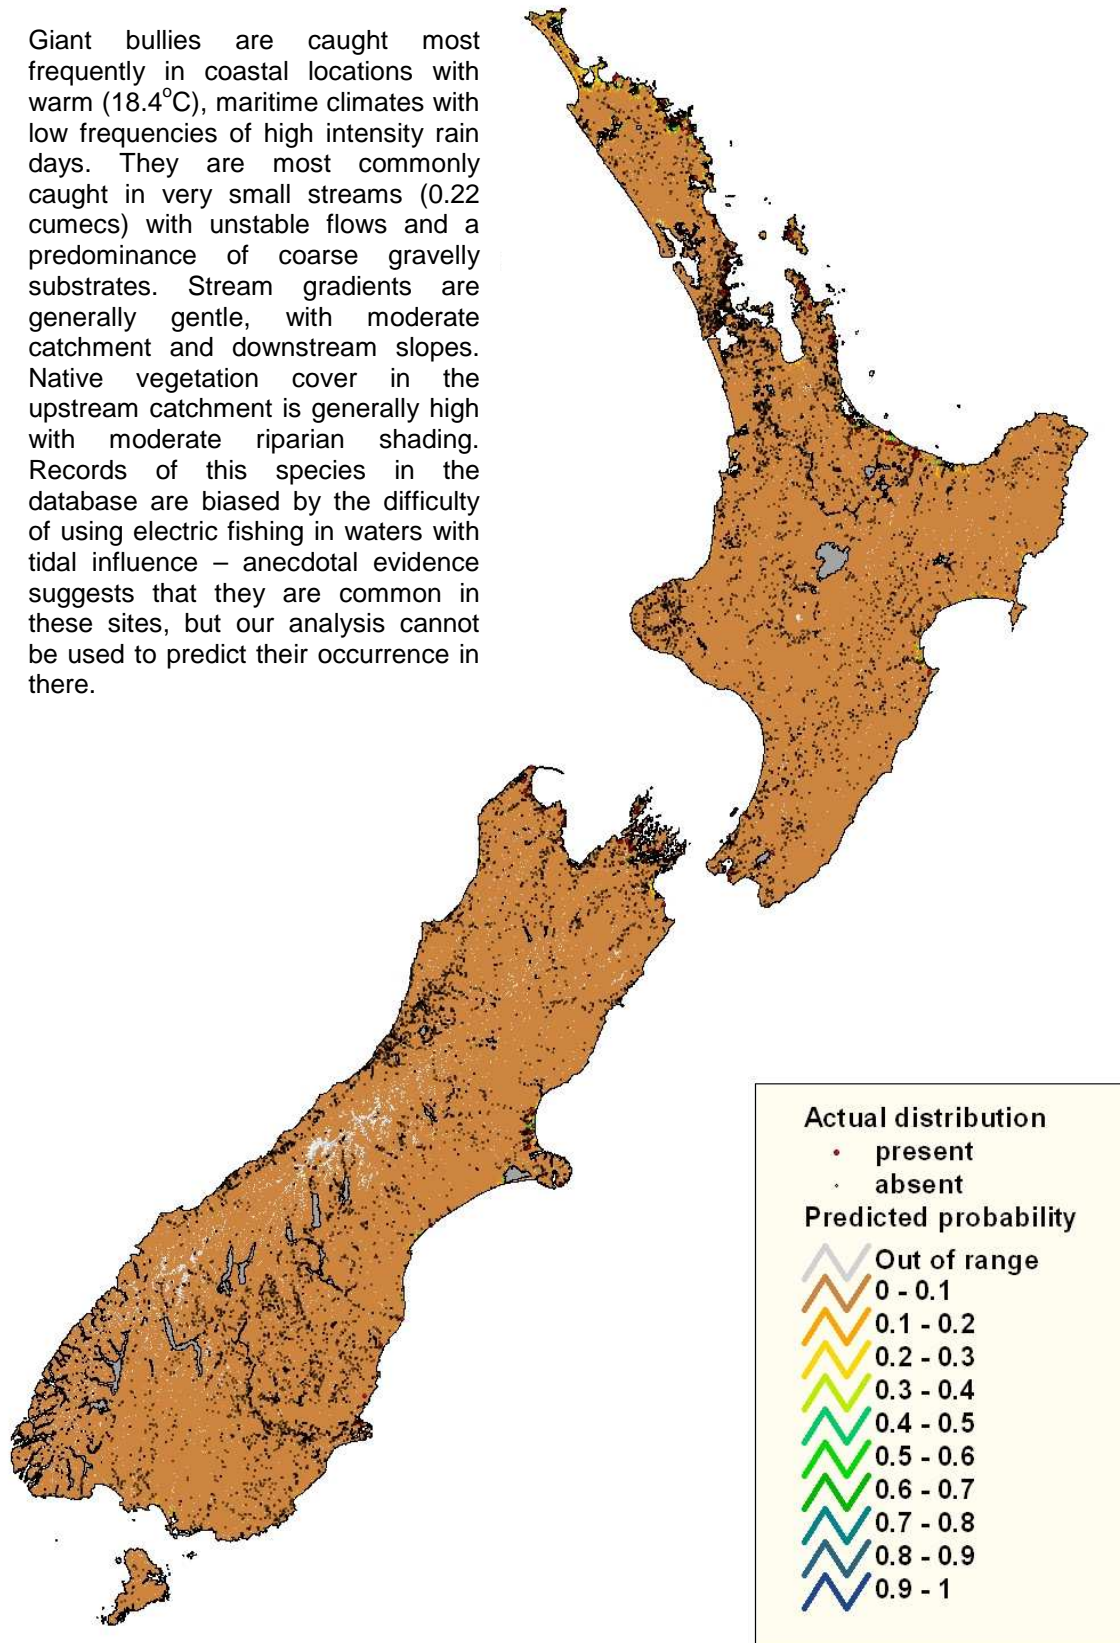 Giant bullies are caught most
frequently in coastal locations with
warm (18.4°C), maritime climates with
low frequencies of high intensity rain
days. They are most commonly
caught in very small streams (0.22
cumecs) with unstable flows and a
predominance of coarse gravelly
substrates. Stream gradients are
generally gentle, with moderate
catchment and downstream slopes.
Native vegetation cover in the
upstream catchment is generally high
with moderate riparian shading.
Records of this species in the
database are biased by the difficulty
of using electric fishing in waters with
tidal influence – anecdotal evidence
suggests that they are common in
these sites, but our analysis cannot
be used to predict their occurrence in
there.
Actual distribution
present
absent
Predicted probability
Out of range
0 - 0.1
0.1 - 0.2
0.2 - 0.3
0.3 - 0.4
0.4 - 0.5
0.5 - 0.6
0.6 - 0.7
0.7 - 0.8
0.8 - 0.9
0.9 - 1